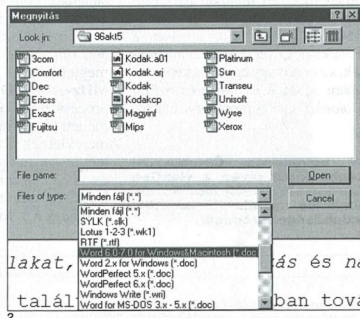 Megnyitás
Look in: 96akt5
3com Kodak.a01 Platinum
Comfort Kodak.arj Sun
Dec Kodak Transeu
Ericss Kodakcp Unisoft
Exact Magyinf Wyse
Fujitsu Mips Xerox
File name: Open
Files of type: Minden fájl (*.*) Cancel
Minden fájl (*.*)
SYLK (*.slk)
Lotus 1-2-3 (*.wk1)
RTF (*.rtf)
Word 6.0-7.0 for Windows&Macintosh (*.doc
Word 2.x for Windows (*.doc)
WordPerfect 5.x (*.doc)
WordPerfect 6.x (*.doc)
Windows Write (*.wri)
Word for MS-DOS 3.x - 5.x (*.doc)
lakat, ás és
talál ban tová